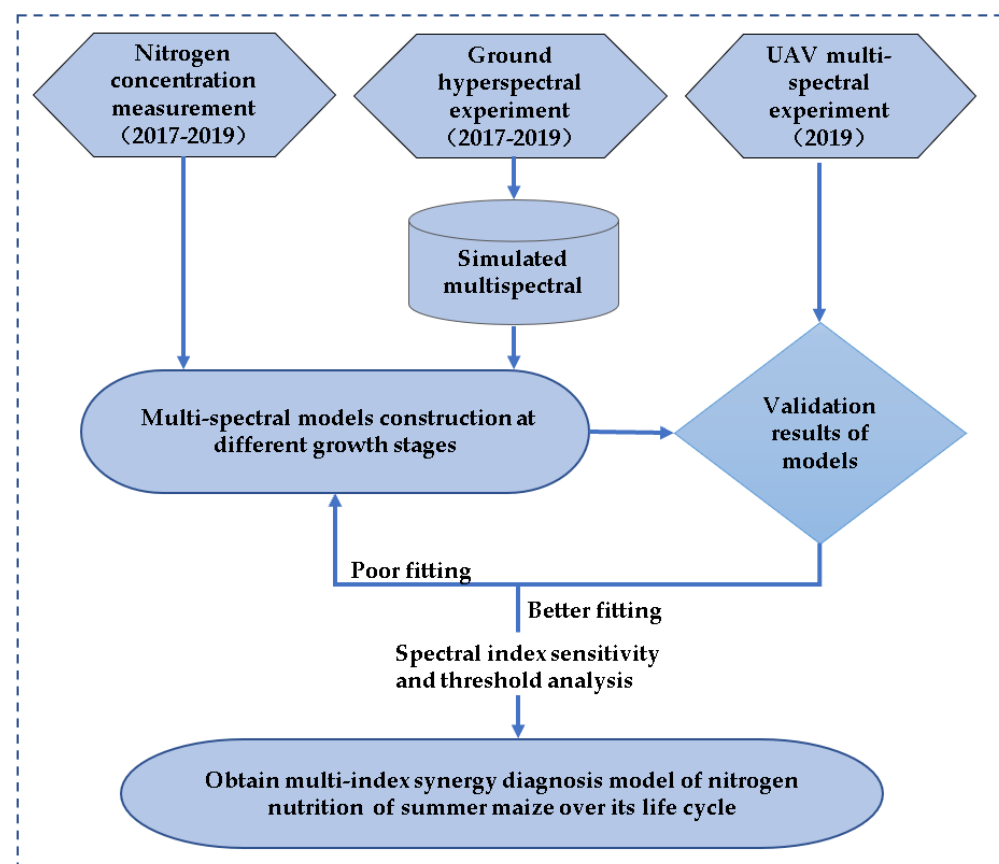 Nitrogen
concentration
measurement
（2017-2019）
Ground
hyperspectral
experiment
（2017-2019）
UAV multi-
spectral
experiment
（2019）
Simulated
multispectral
Multi-spectral models construction at
different growth stages
Validation
results of
models
Poor fitting
Better fitting
Spectral index sensitivity
and threshold analysis
Obtain multi-index synergy diagnosis model of nitrogen
nutrition of summer maize over its life cycle